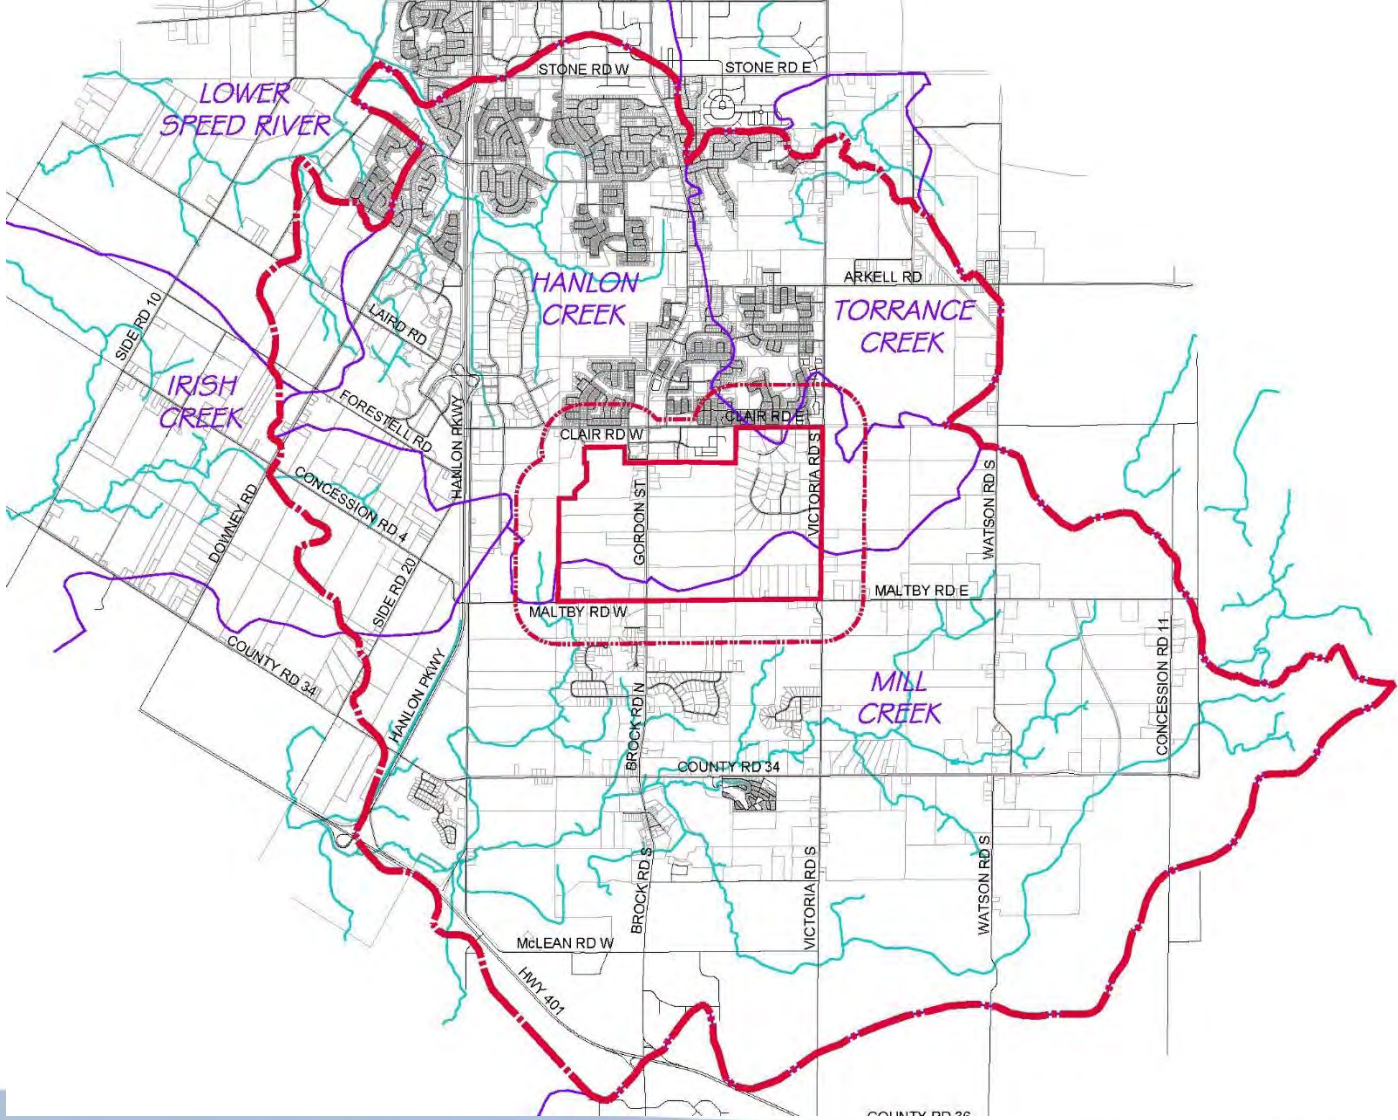 STONE RD W
STONE RD E
LOWER
SPEED RIVER
ARKELL RD
HANLON
CREEK
TORRANCE
CREEK
SIDE RD 10
LAIRD RD
IRISH
CREEK
FORESTELL RD
HANLON PKWY
CLAIR RD E
CLAIR RD W
VICTORIA RD S
GORDON ST
WATSON RD S
CONCESSION RD 4
DOWNEY RD
SIDE RD 20
MALTBY RD W
MALTBY RD E
COUNTY RD 34
HANLON PKWY
MILL
CREEK
CONCESSION RD 11
BROCK RD N
COUNTY RD 34
BROCK RD S
VICTORIA RD S
WATSON RD S
McLEAN RD W
HWY 401
COUNTY RD 36